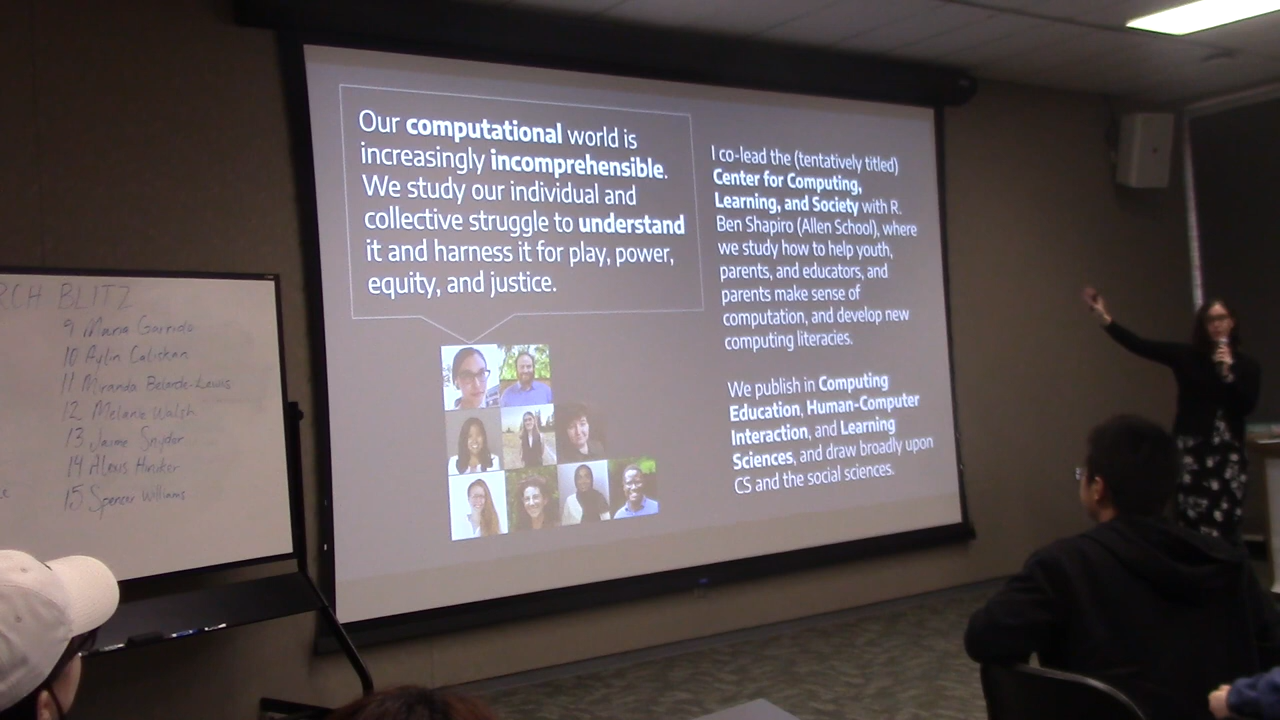 RCH BLITZ
9 Maria Garrido
10 Aylin Caliskan
11 Miranda Belarde-Lewis
12 Melanie Walsh
13 Jaime Snyder
14 Alexis Hiniker
15 Spencer Williams
Our computational world is
increasingly incomprehensible.
We study our individual and
collective struggle to understand
it and harness it for play, power,
equity, and justice.
I co-lead the (tentatively titled)
Center for Computing,
Learning, and Society with R.
Ben Shapiro (Allen School), where
we study how to help youth,
parents, and educators, and
parents make sense of
computation, and develop new
computing literacies.
We publish in Computing
Education, Human-Computer
Interaction, and Learning
Sciences, and draw broadly upon
CS and the social sciences.